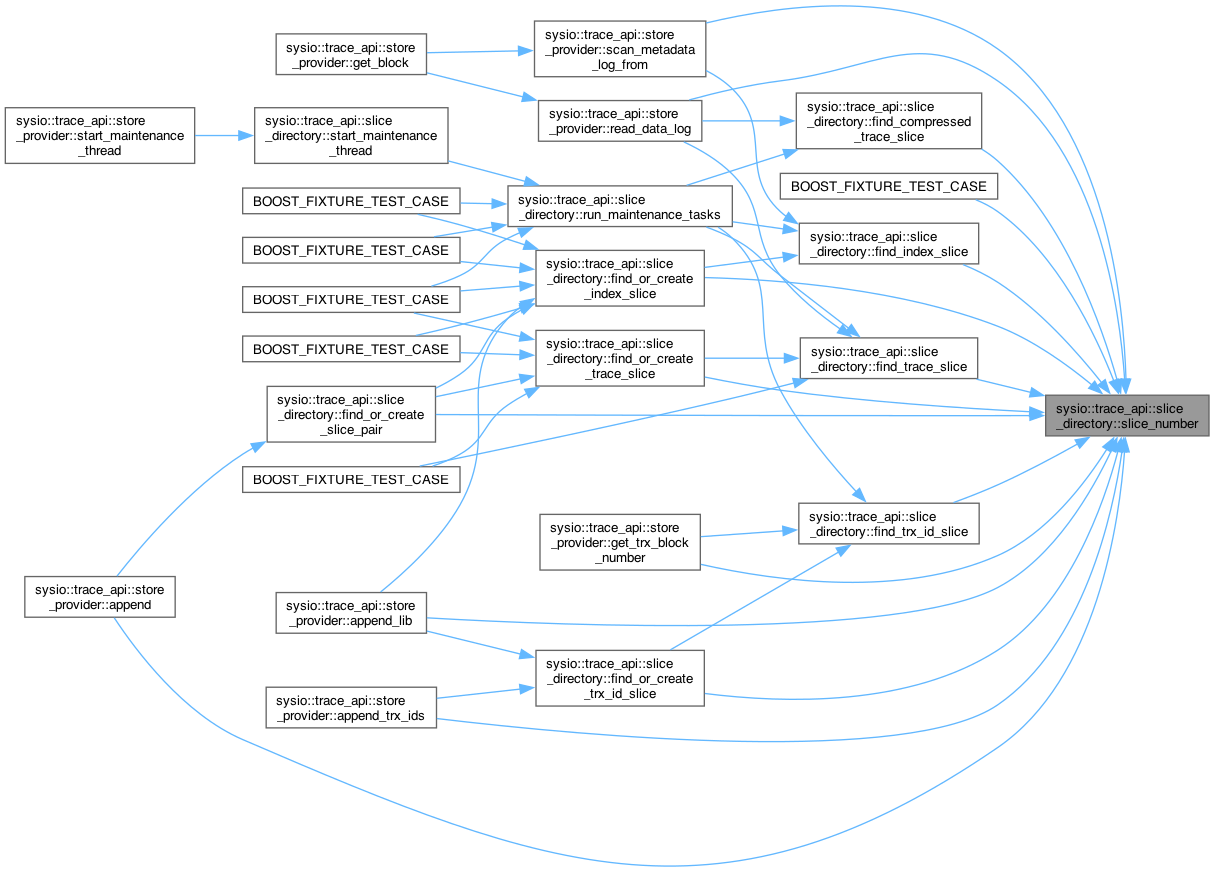 sysio::trace_api::store
_provider::get_block
sysio::trace_api::store
_provider::scan_metadata
_log_from
sysio::trace_api::store
_provider::read_data_log
sysio::trace_api::slice
_directory::find_compressed
_trace_slice
sysio::trace_api::store
_provider::start_maintenance
_thread
sysio::trace_api::slice
_directory::start_maintenance
_thread
BOOST_FIXTURE_TEST_CASE
BOOST_FIXTURE_TEST_CASE
sysio::trace_api::slice
_directory::run_maintenance_tasks
sysio::trace_api::slice
_directory::find_index_slice
BOOST_FIXTURE_TEST_CASE
sysio::trace_api::slice
_directory::find_or_create
_index_slice
BOOST_FIXTURE_TEST_CASE
BOOST_FIXTURE_TEST_CASE
sysio::trace_api::slice
_directory::find_or_create
_trace_slice
sysio::trace_api::slice
_directory::find_trace_slice
sysio::trace_api::slice
_directory::find_or_create
_slice_pair
sysio::trace_api::slice
_directory::slice_number
BOOST_FIXTURE_TEST_CASE
sysio::trace_api::store
_provider::get_trx_block
_number
sysio::trace_api::slice
_directory::find_trx_id_slice
sysio::trace_api::store
_provider::append
sysio::trace_api::store
_provider::append_lib
sysio::trace_api::slice
_directory::find_or_create
_trx_id_slice
sysio::trace_api::store
_provider::append_trx_ids